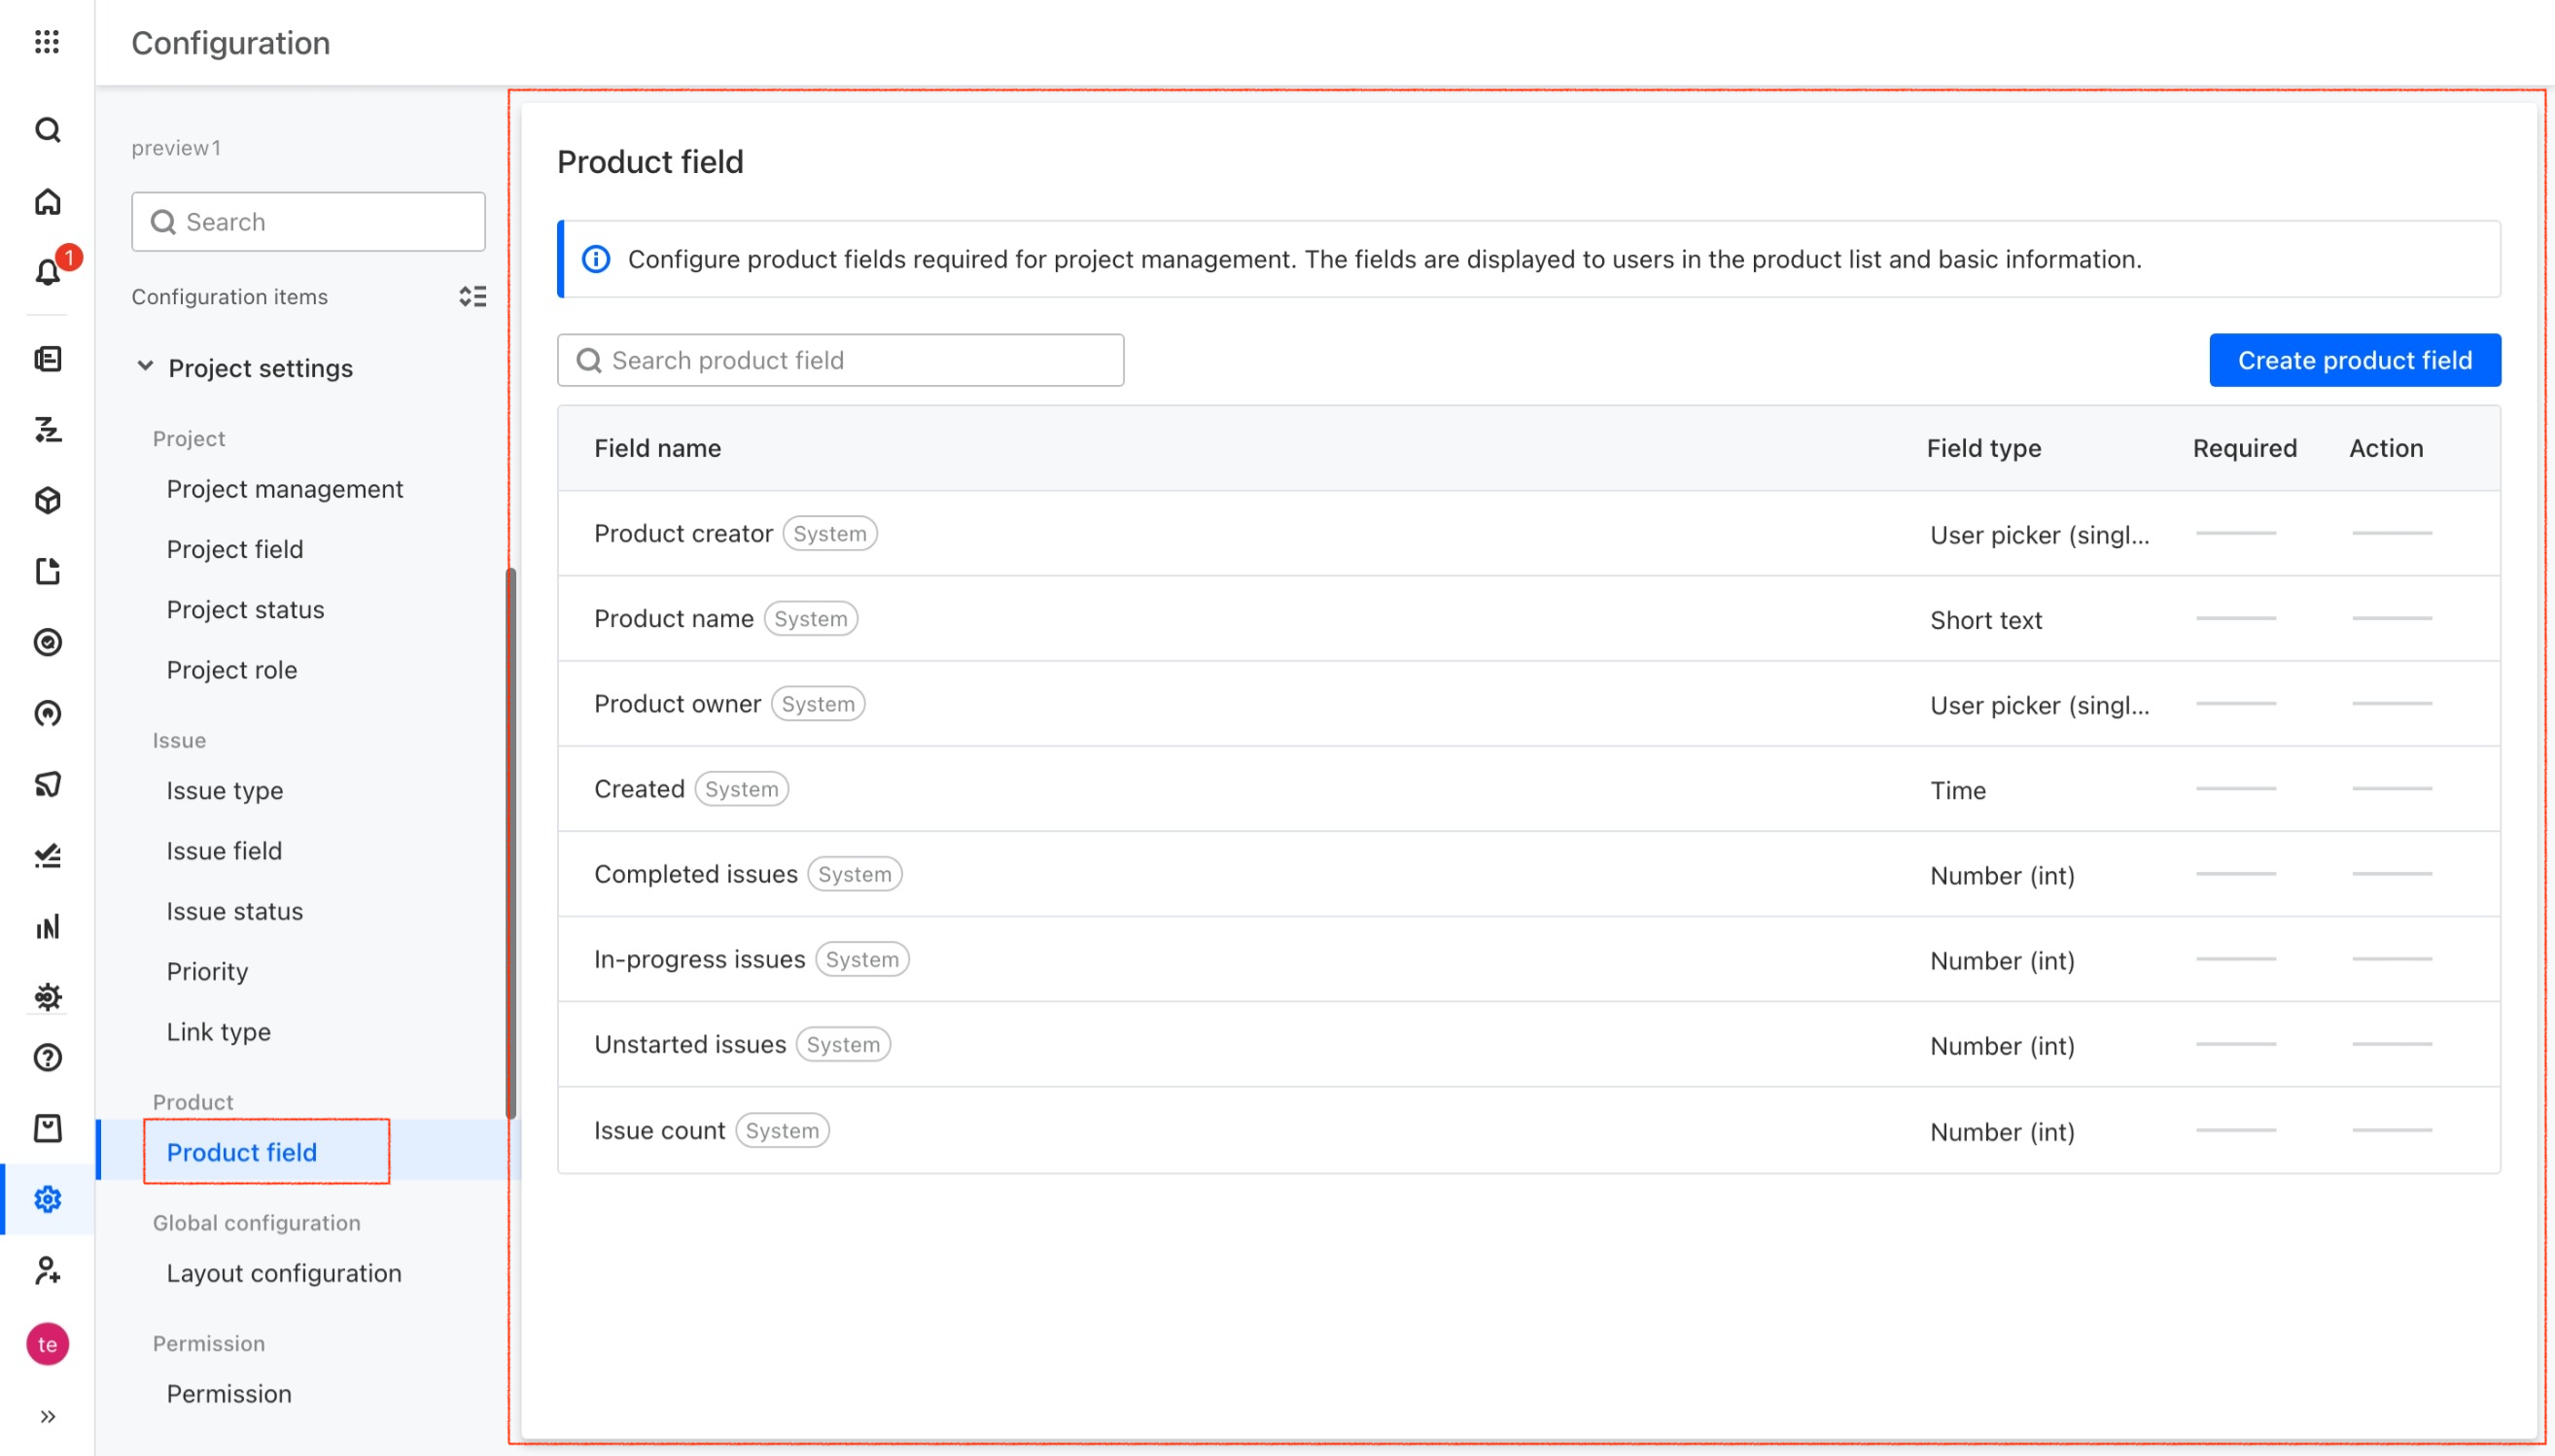 Configuration
1
preview1
Search
Configuration items
Project settings
Project
Project management
Project field
Project status
Project role
Issue
Issue type
Issue field
Issue status
Priority
Link type
Product
Product field
Global configuration
Layout configuration
Permission
Permission
te
Product field
Configure product fields required for project management. The fields are displayed to users in the product list and basic information.
Search product field
Create product field
Field name Field type Required Action
Product creator System User picker (singl...
Product name System Short text
Product owner System User picker (singl...
Created System Time
Completed issues System Number (int)
In-progress issues System Number (int)
Unstarted issues System Number (int)
Issue count System Number (int)